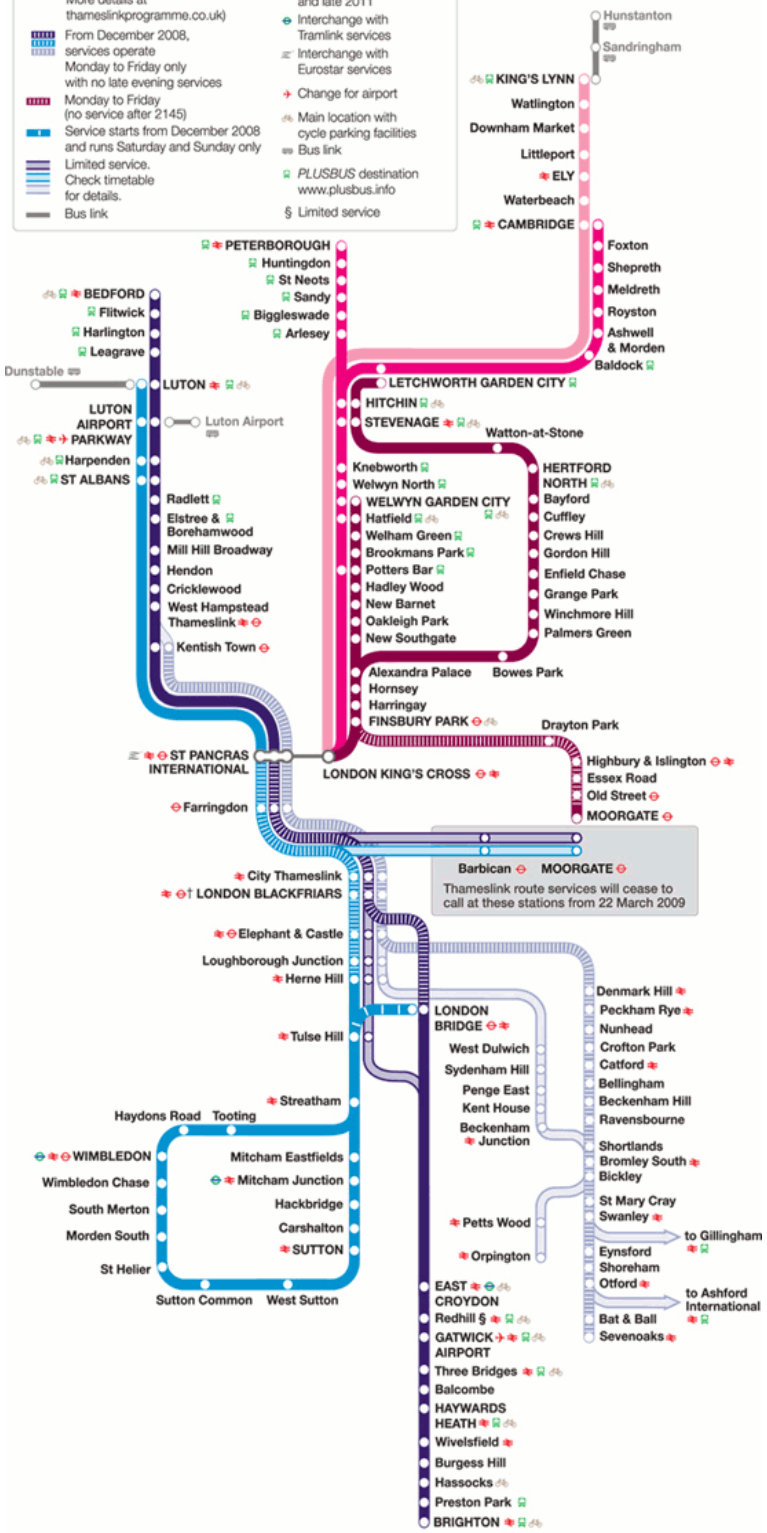 More details at
thameslinkprogramme.co.uk)
From December 2008,
services operate
Monday to Friday only
with no late evening services
Monday to Friday
(no service after 2145)
Service starts from December 2008
and runs Saturday and Sunday only
Limited service.
Check timetable
for details.
Bus link
and late 2011
Interchange with
Tramlink services
Interchange with
Eurostar services
Change for airport
Main location with
cycle parking facilities
Bus link
PLUSBUS destination
www.plusbus.info
§ Limited service
Hunstanton
Sandringham
KING'S LYNN
Watlington
Downham Market
Littleport
ELY
Waterbeach
CAMBRIDGE
Foxton
Shepreth
Meldreth
Royston
Ashwell
& Morden
Baldock
PETERBOROUGH
Huntingdon
St Neots
Sandy
Biggleswade
Arlesey
LETCHWORTH GARDEN CITY
HITCHIN
STEVENAGE
Watton-at-Stone
Knebworth
Welwyn North
WELWYN GARDEN CITY
Hatfield
Welham Green
Brookmans Park
Potters Bar
Hadley Wood
New Barnet
Oakleigh Park
New Southgate
HERTFORD
NORTH
Bayford
Cuffley
Crews Hill
Gordon Hill
Enfield Chase
Grange Park
Winchmore Hill
Palmers Green
Bowes Park
Alexandra Palace
Hornsey
Harringay
FINSBURY PARK
Drayton Park
Highbury & Islington
Essex Road
Old Street
MOORGATE
LONDON KING'S CROSS
BEDFORD
Flitwick
Harlington
Leagrave
Dunstable
LUTON
LUTON
AIRPORT
PARKWAY
Luton Airport
Harpenden
ST ALBANS
Radlett
Elstree &
Borehamwood
Mill Hill Broadway
Hendon
Cricklewood
West Hampstead
Thameslink
Kentish Town
ST PANCRAS
INTERNATIONAL
Farringdon
Barbican
MOORGATE
Thameslink route services will cease to
call at these stations from 22 March 2009
City Thameslink
† LONDON BLACKFRIARS
Elephant & Castle
Loughborough Junction
Herne Hill
LONDON
BRIDGE
Tulse Hill
Streatham
Haydons Road
Tooting
WIMBLEDON
Wimbledon Chase
South Merton
Morden South
St Helier
Sutton Common
West Sutton
Mitcham Eastfields
Mitcham Junction
Hackbridge
Carshalton
SUTTON
West Dulwich
Sydenham Hill
Penge East
Kent House
Beckenham
Junction
Petts Wood
Orpington
Denmark Hill
Peckham Rye
Nunhead
Crofton Park
Catford
Bellingham
Beckenham Hill
Ravensbourne
Shortlands
Bromley South
Bickley
St Mary Cray
Swanley
to Gillingham
Eynsford
Shoreham
Otford
to Ashford
International
Bat & Ball
Sevenoaks
EAST
CROYDON
Redhill §
GATWICK
AIRPORT
Three Bridges
Balcombe
HAYWARDS
HEATH
Wivelsfield
Burgess Hill
Hassocks
Preston Park
BRIGHTON